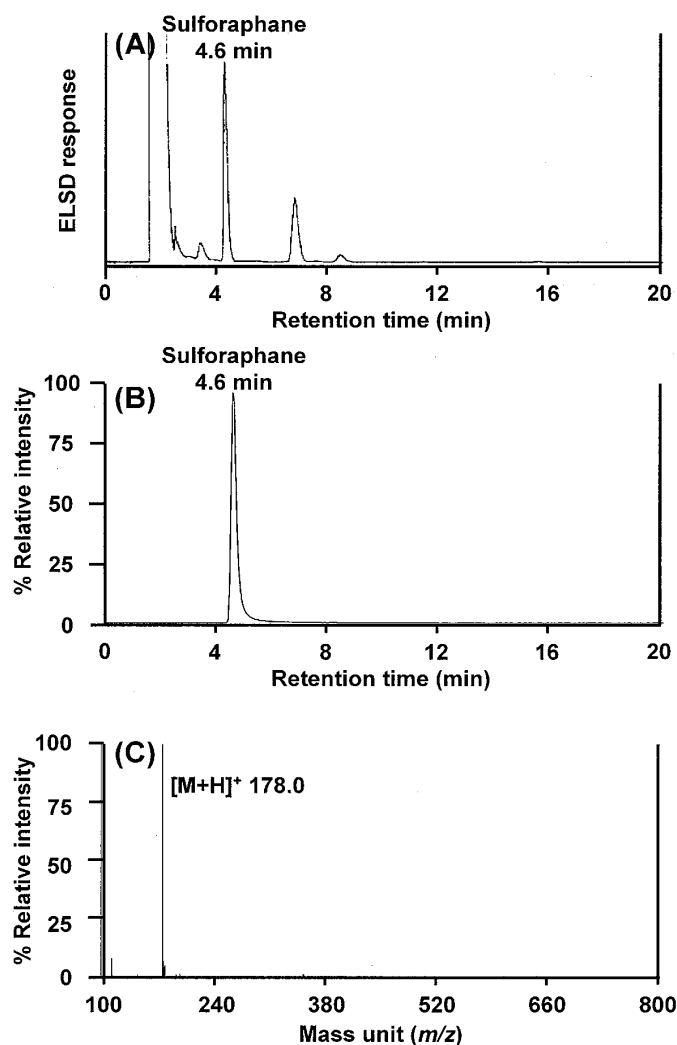 Sulforaphane
(A)
4.6 min
ELSD response
0 4 8 12 16 20
Retention time (min)
Sulforaphane
4.6 min
(B)
100
75
50
25
0
% Relative intensity
0 4 8 12 16 20
Retention time (min)
(C)
100
75
50
25
0
% Relative intensity
[M+H]⁺ 178.0
100 240 380 520 660 800
Mass unit (m/z)